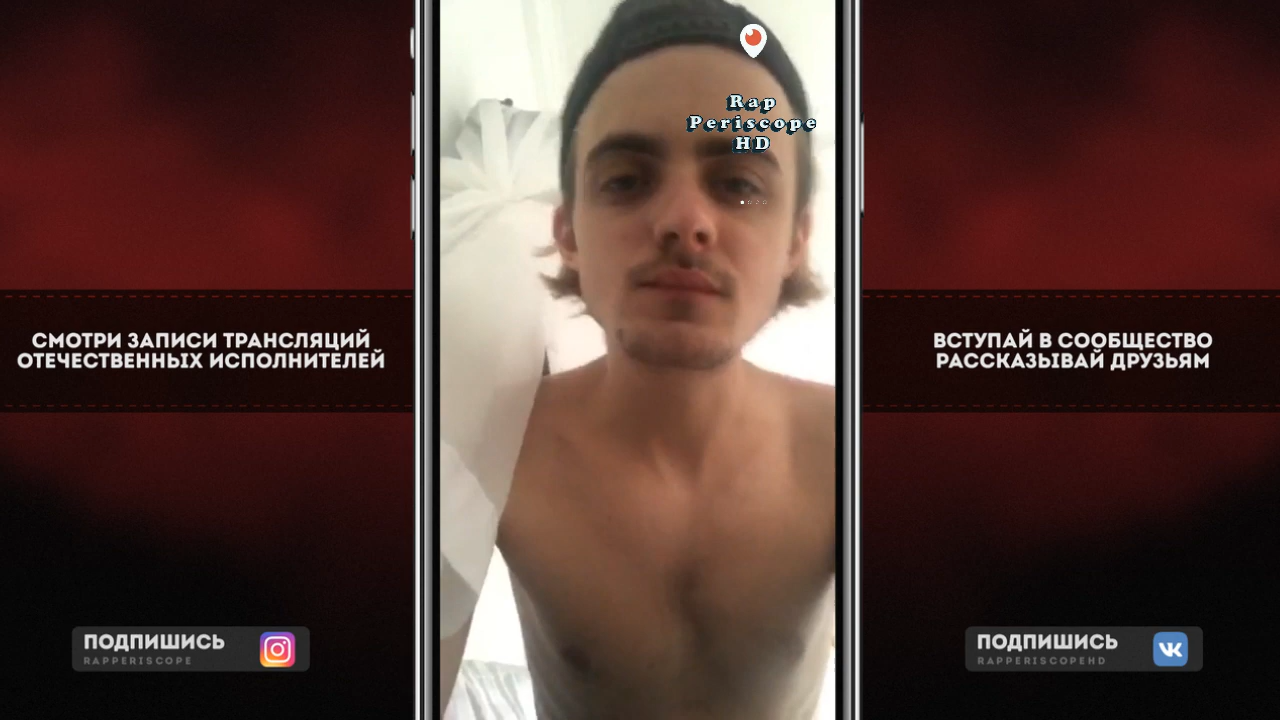 Rap
Periscope
HD
СМОТРИ ЗАПИСИ ТРАНСЛЯЦИЙ
ОТЕЧЕСТВЕННЫХ ИСПОЛНИТЕЛЕЙ
ВСТУПАЙ В СООБЩЕСТВО
РАССКАЗЫВАЙ ДРУЗЬЯМ
ПОДПИШИСЬ
RAPPERISCOPE
ПОДПИШИСЬ
RAPPERISCOPEHD